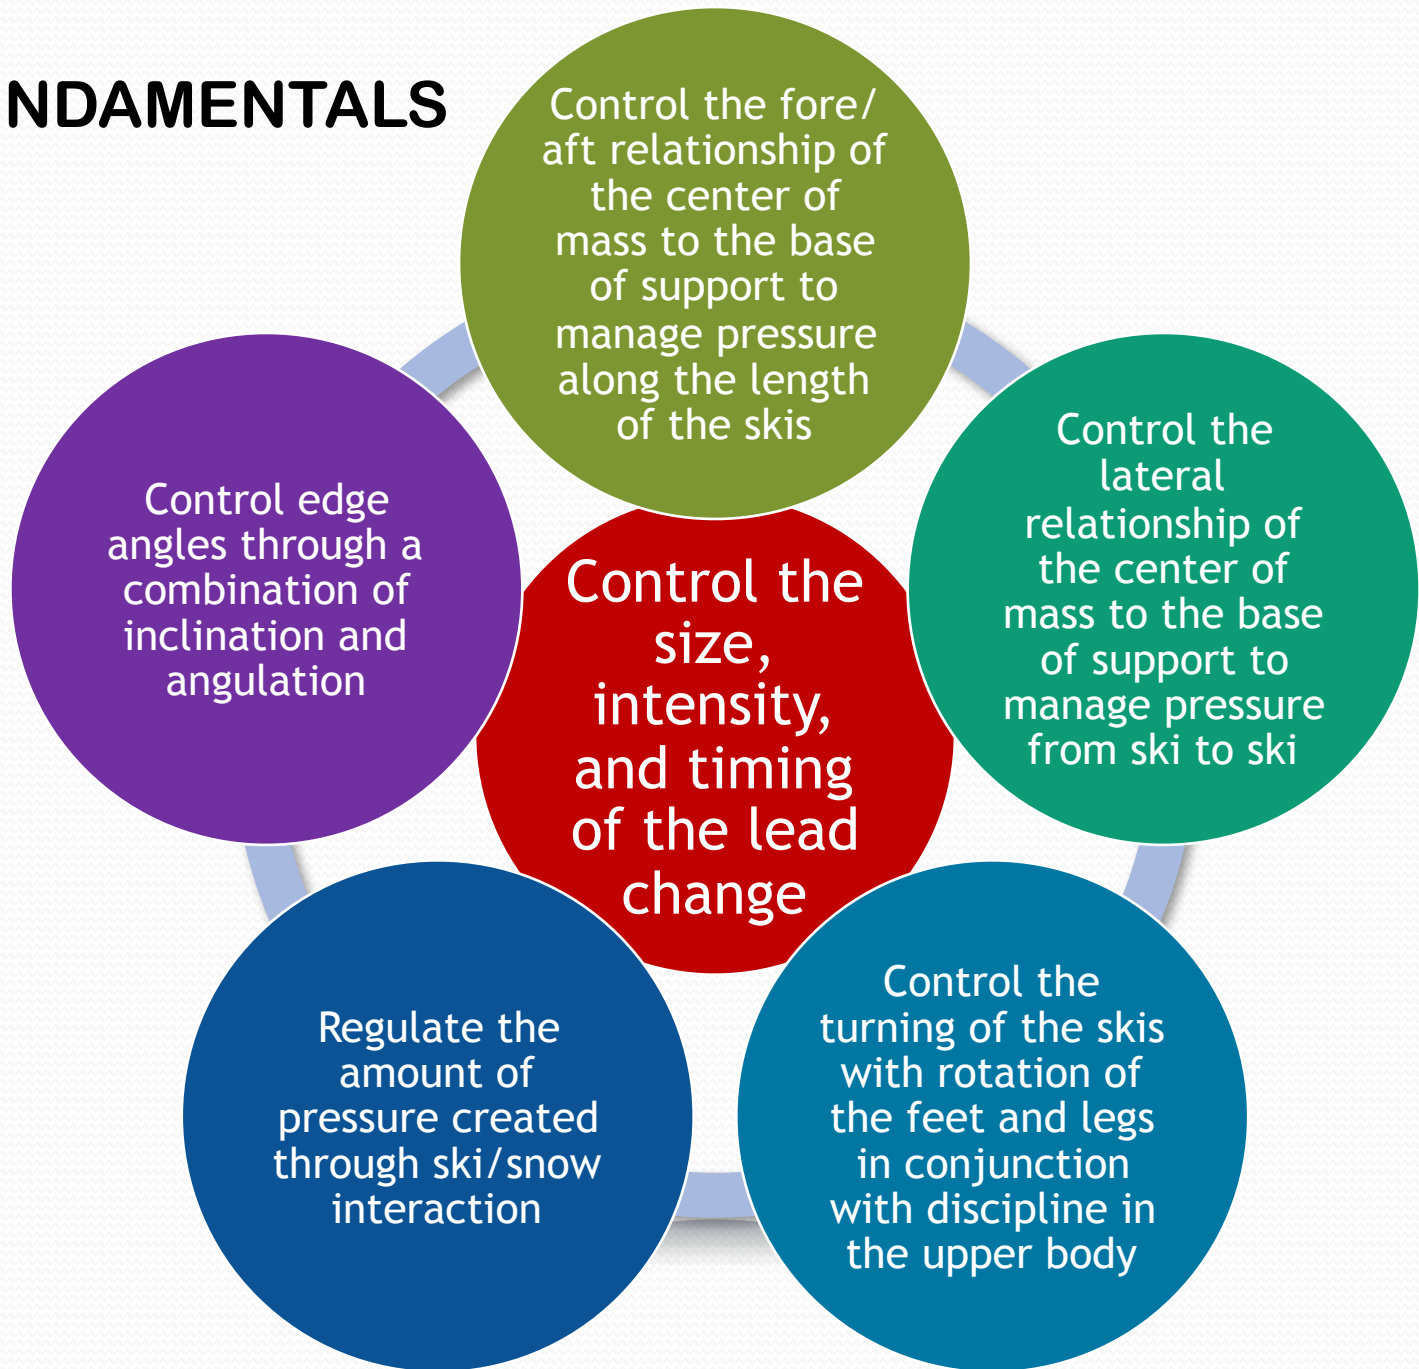 NDAMENTALS
Control the fore/
aft relationship of
the center of
mass to the base
of support to
manage pressure
along the length
of the skis
Control the
lateral
relationship of
the center of
mass to the base
of support to
manage pressure
from ski to ski
Control the
turning of the skis
with rotation of
the feet and legs
in conjunction
with discipline in
the upper body
Regulate the
amount of
pressure created
through ski/snow
interaction
Control edge
angles through a
combination of
inclination and
angulation
Control the
size,
intensity,
and timing
of the lead
change